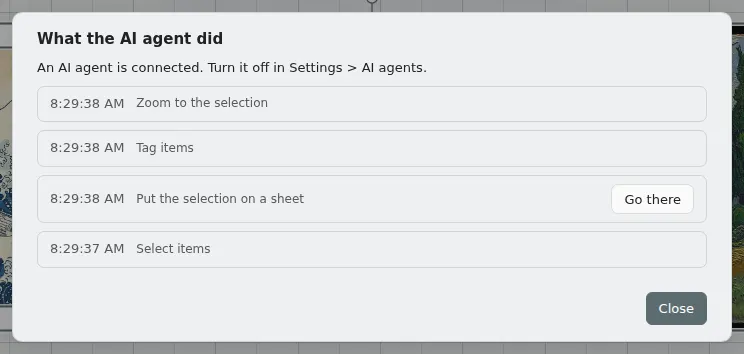 What the AI agent did
An AI agent is connected. Turn it off in Settings > AI agents.
8:29:38 AM Zoom to the selection
8:29:38 AM Tag items
8:29:38 AM Put the selection on a sheet Go there
8:29:37 AM Select items
Close